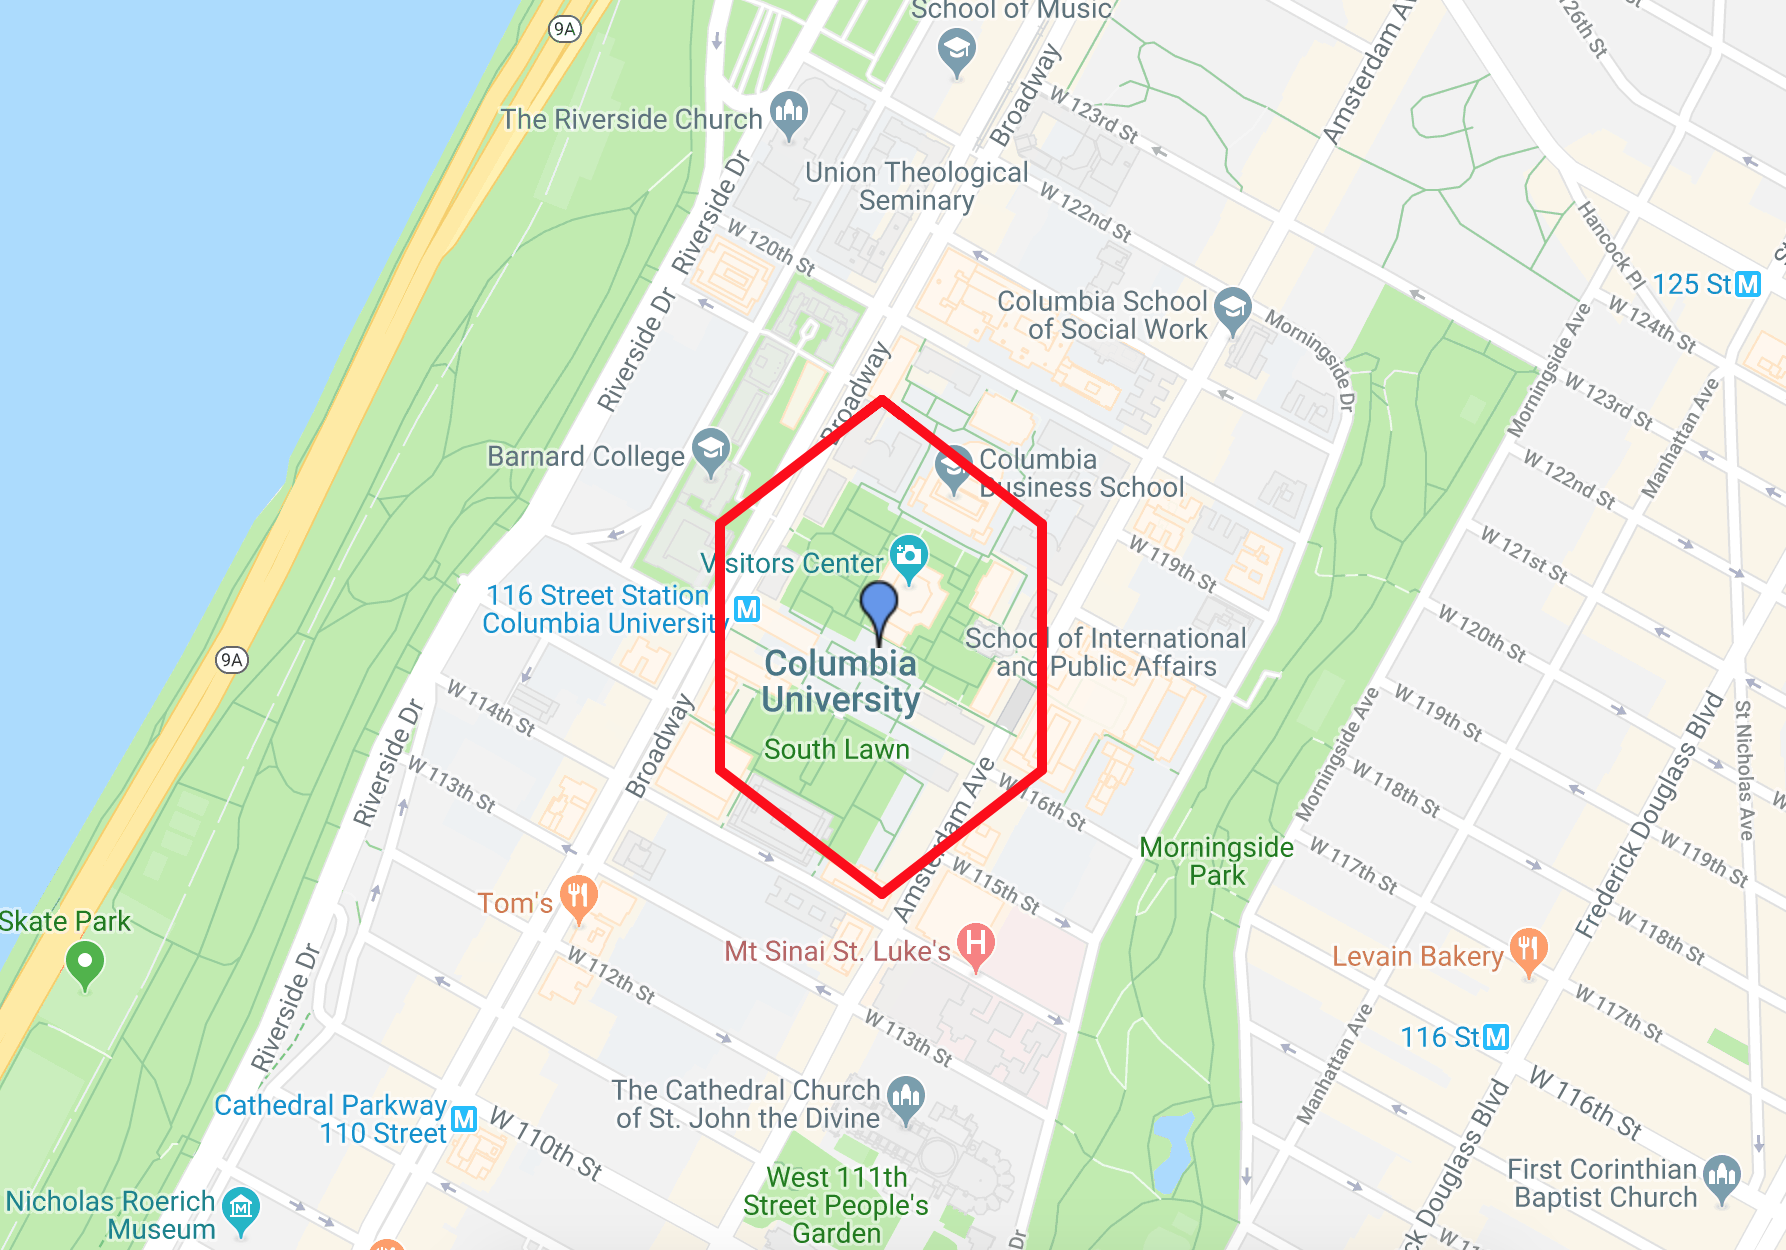 School of Music
9A
126th St
Amsterdam Av
Broadway
The Riverside Church
W 123rd St
Union Theological
Seminary
W 122nd St
Riverside Dr
W 120th St
Hancock Pl
125 St M
W 124th St
Columbia School
of Social Work
Morningside Dr
Morningside Ave
Riverside Dr
Broadway
W 123rd St
Manhattan Ave
Barnard College
Columbia
Business School
W 122nd St
W 119th St
W 121st St
Visitors Center
116 Street Station
Columbia University M
W 120th St
School of International
and Public Affairs
9A
Columbia
University
W 114th St
Riverside Dr
Broadway
South Lawn
W 119th St
Morningside Ave
Frederick Douglass Blvd
St Nicholas Ave
W 113th St
Amsterdam Ave
W 116th St
W 118th St
Morningside
Park
W 117th St
W 119th St
W 115th St
Tom's
Skate Park
Mt Sinai St. Luke's
H
Levain Bakery
W 118th St
W 112th St
Riverside Dr
W 113th St
W 117th St
116 St M
Manhattan Ave
The Cathedral Church
of St. John the Divine
Cathedral Parkway
110 Street M
W 110th St
W 116th St
ck Douglass Blvd
West 111th
Street People's
Garden
First Corinthian
Baptist Church
Nicholas Roerich
Museum
Dr
W 11